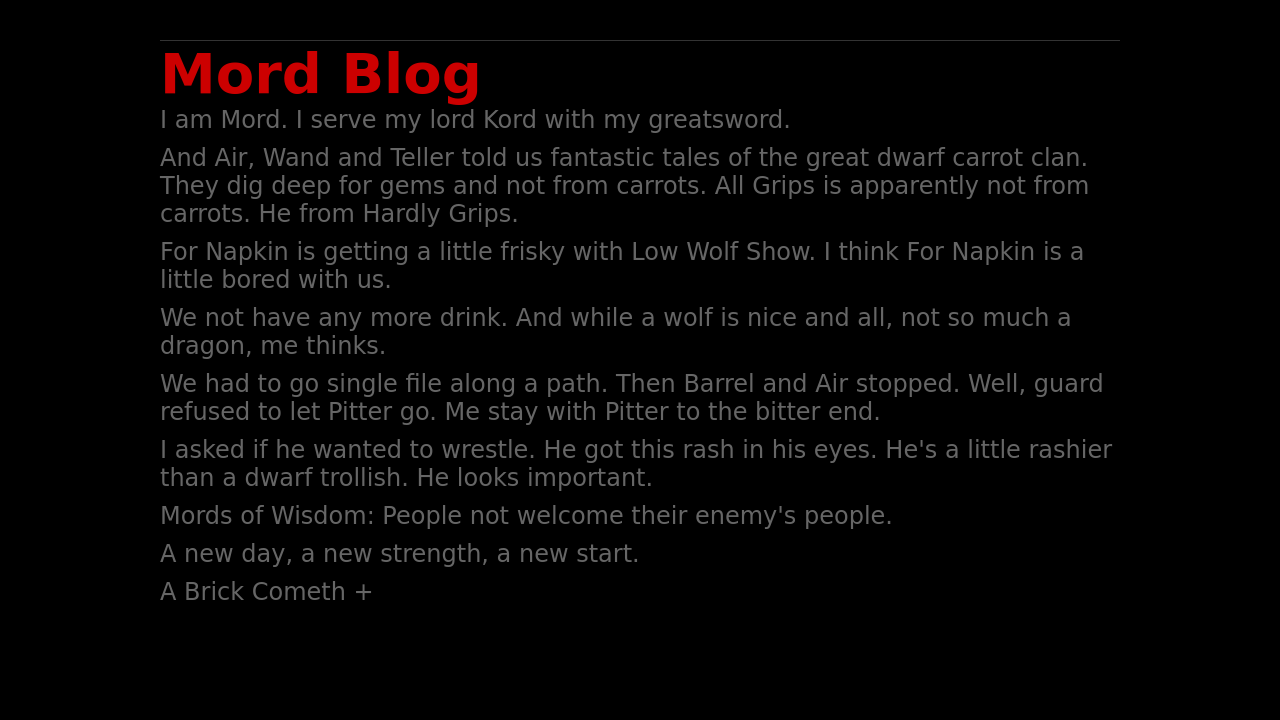 Mord Blog
I am Mord. I serve my lord Kord with my greatsword.
And Air, Wand and Teller told us fantastic tales of the great dwarf carrot clan.
They dig deep for gems and not from carrots. All Grips is apparently not from
carrots. He from Hardly Grips.
For Napkin is getting a little frisky with Low Wolf Show. I think For Napkin is a
little bored with us.
We not have any more drink. And while a wolf is nice and all, not so much a
dragon, me thinks.
We had to go single file along a path. Then Barrel and Air stopped. Well, guard
refused to let Pitter go. Me stay with Pitter to the bitter end.
I asked if he wanted to wrestle. He got this rash in his eyes. He's a little rashier
than a dwarf trollish. He looks important.
Mords of Wisdom: People not welcome their enemy's people.
A new day, a new strength, a new start.
A Brick Cometh +